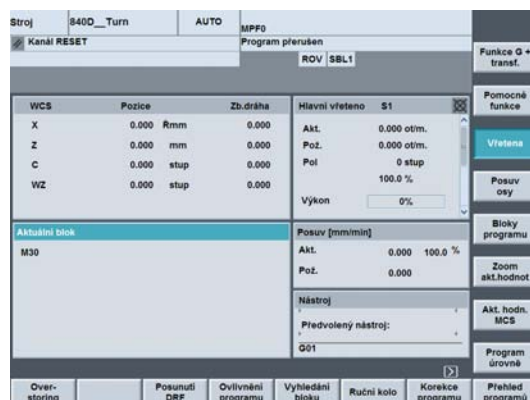 Stroj 840D__Turn AUTO MPF0
Kanál RESET Program přerušen
ROV SBL1
Funkce G + transf.
Pomocné funkce
Vřetena
Posuv osy
Bloky programu
Zoom akt.hodnot
Akt. hodn. MCS
Program úrovně
WCS Pozice Zb.dráha
X 0.000 Rmm 0.000
Z 0.000 mm 0.000
C 0.000 stup 0.000
WZ 0.000 stup 0.000
Hlavní vřeteno S1
Akt. 0.000 ot/m.
Pož. 0.000 ot/m.
Pol 0 stup
100.0 %
Výkon 0%
Aktuální blok
M30
Posuv [mm/min]
Akt. 0.000 100.0 %
Pož. 0.000
Nástroj
Předvolený nástroj:
G01
Over-storing
Posunutí DRF
Ovlivnění programu
Vyhledání bloku
Ruční kolo
Korekce programu
Přehled programů